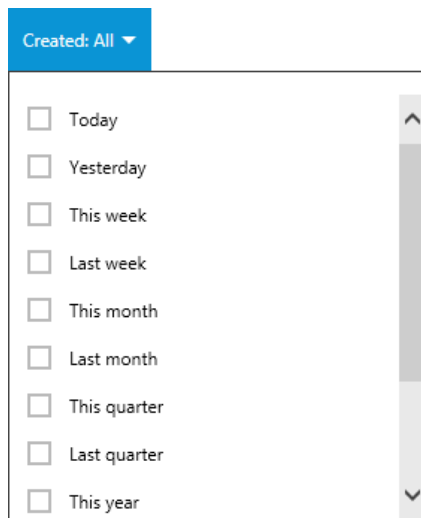 Created: All
Today
Yesterday
This week
Last week
This month
Last month
This quarter
Last quarter
This year